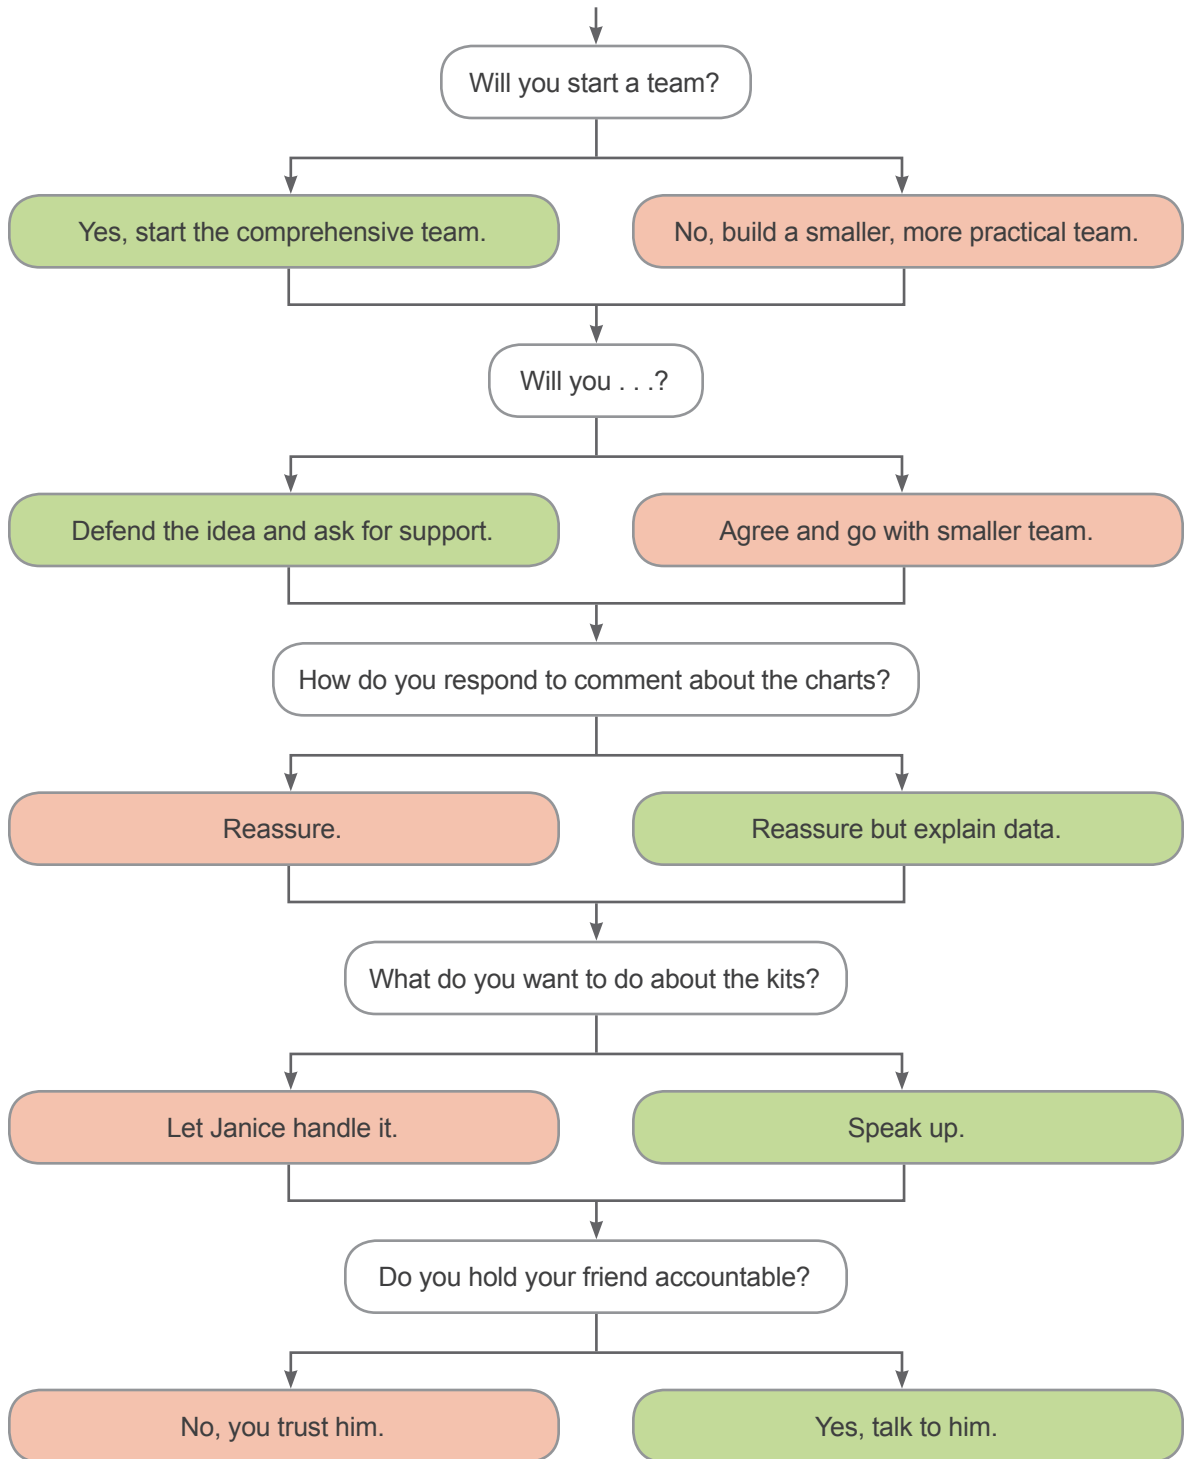 Will you start a team?
Yes, start the comprehensive team.
No, build a smaller, more practical team.
Will you . . .?
Defend the idea and ask for support.
Agree and go with smaller team.
How do you respond to comment about the charts?
Reassure.
Reassure but explain data.
What do you want to do about the kits?
Let Janice handle it.
Speak up.
Do you hold your friend accountable?
No, you trust him.
Yes, talk to him.